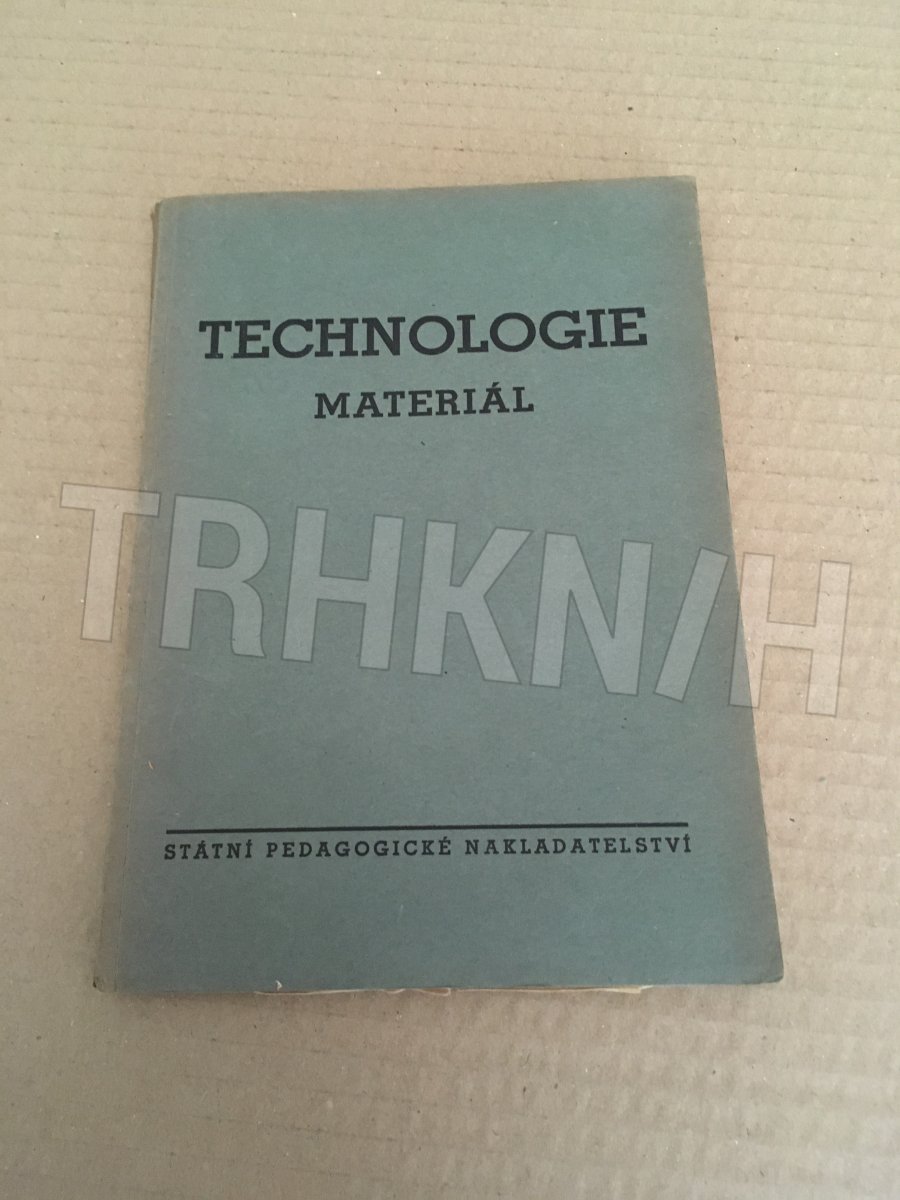 TECHNOLOGIE
MATERIÁL
TRHKNIH
STÁTNÍ PEDAGOGICKÉ NAKLADATELSTVÍ